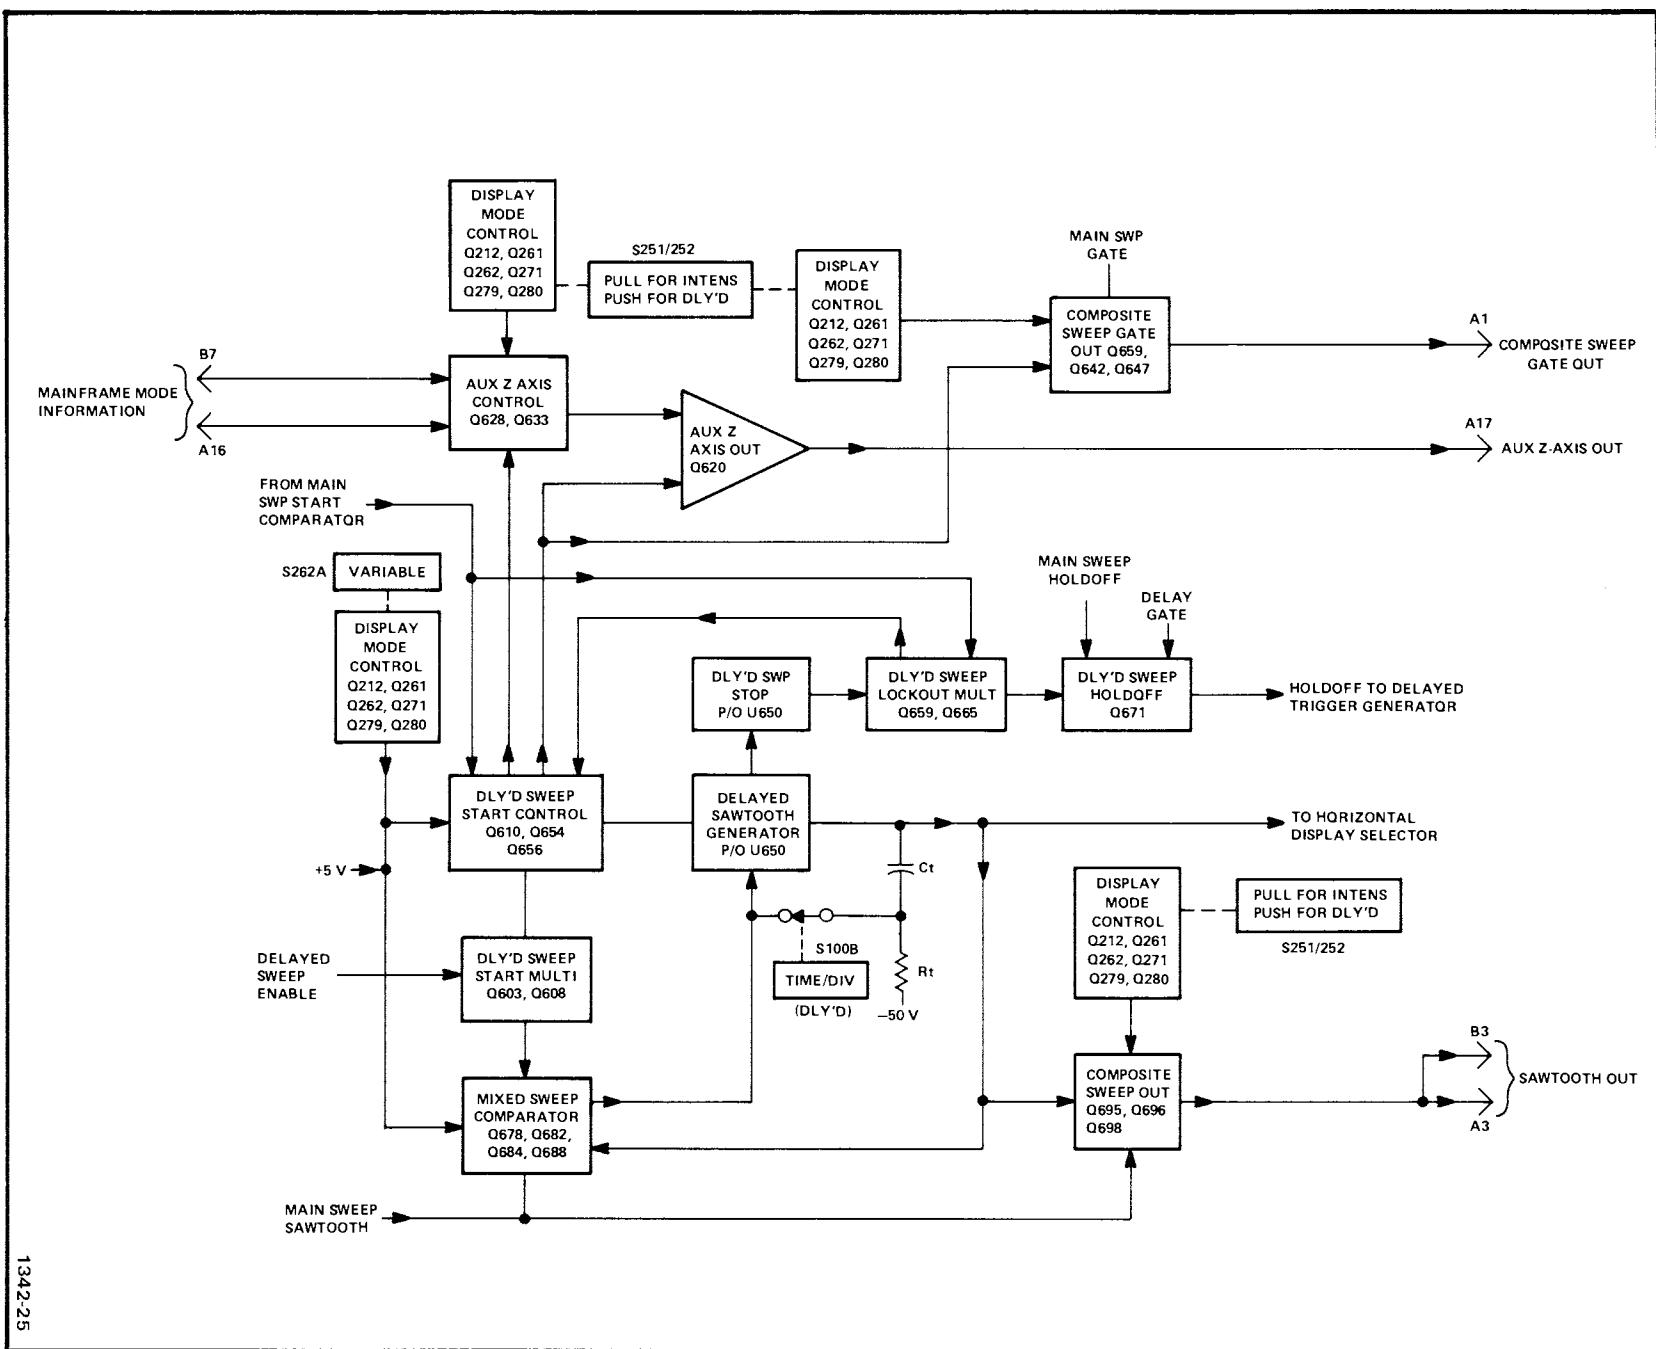 DISPLAY
MODE
CONTROL
Q212, Q261
Q262, Q271
Q279, Q280
S251/252
PULL FOR INTENS
PUSH FOR DLY'D
DISPLAY
MODE
CONTROL
Q212, Q261
Q262, Q271
Q279, Q280
MAIN SWP
GATE
COMPOSITE
SWEEP GATE
OUT Q659,
Q642, Q647
A1
COMPOSITE SWEEP
GATE OUT
B7
MAINFRAME MODE
INFORMATION
A16
AUX Z AXIS
CONTROL
Q628, Q633
AUX Z
AXIS OUT
Q620
A17
AUX Z-AXIS OUT
FROM MAIN
SWP START
COMPARATOR
S262A
VARIABLE
DISPLAY
MODE
CONTROL
Q212, Q261
Q262, Q271
Q279, Q280
MAIN SWEEP
HOLDOFF
DELAY
GATE
DLY'D SWP
STOP
P/O U650
DLY'D SWEEP
LOCKOUT MULT
Q659, Q665
DLY'D SWEEP
HOLDOFF
Q671
HOLDOFF TO DELAYED
TRIGGER GENERATOR
DLY'D SWEEP
START CONTROL
Q610, Q654
Q656
DELAYED
SAWTOOTH
GENERATOR
P/O U650
TO HORIZONTAL
DISPLAY SELECTOR
+5 V
Ct
S100B
TIME/DIV
(DLY'D)
Rt
−50 V
DISPLAY
MODE
CONTROL
Q212, Q261
Q262, Q271
Q279, Q280
PULL FOR INTENS
PUSH FOR DLY'D
S251/252
DELAYED
SWEEP
ENABLE
DLY'D SWEEP
START MULTI
Q603, Q608
MIXED SWEEP
COMPARATOR
Q678, Q682,
Q684, Q688
COMPOSITE
SWEEP OUT
Q695, Q696
Q698
B3
SAWTOOTH OUT
A3
MAIN SWEEP
SAWTOOTH
1342-25